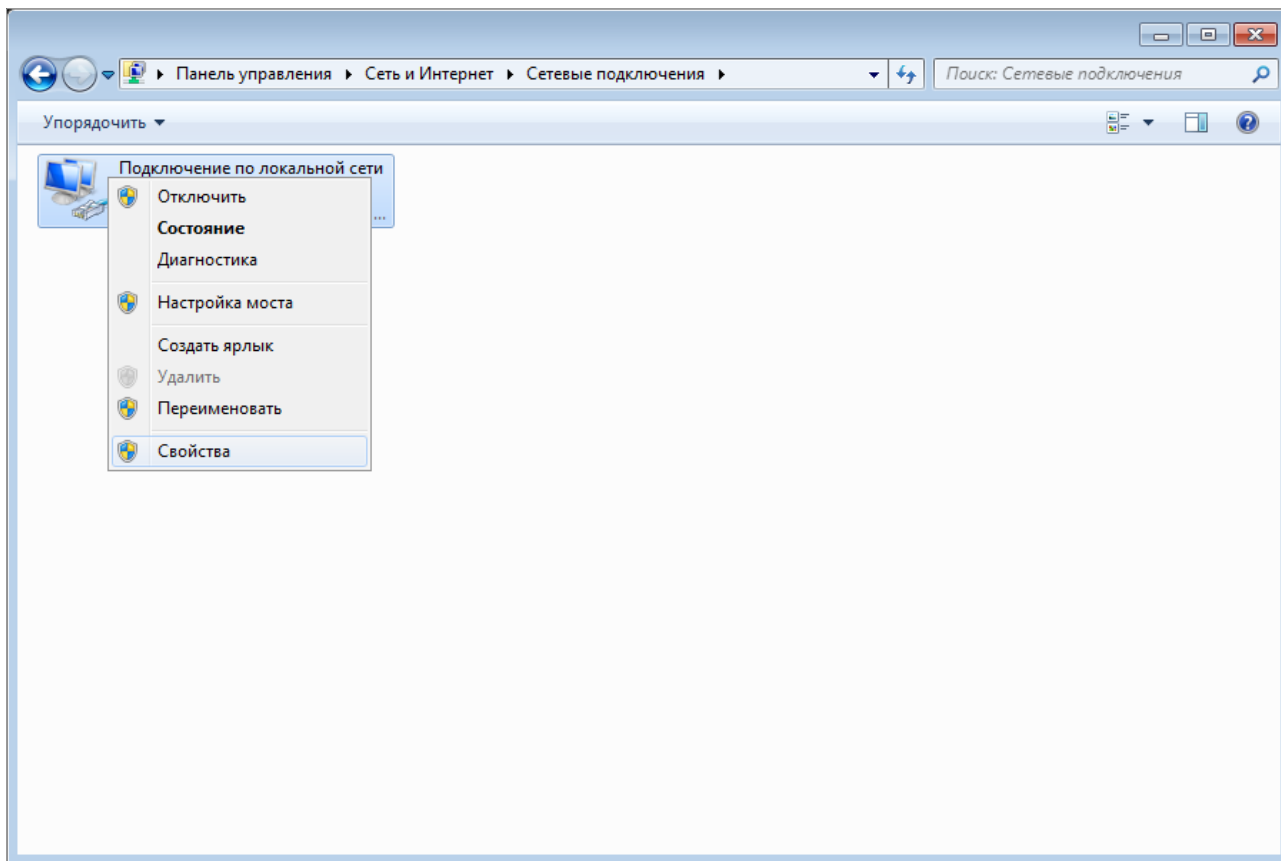 Панель управления Сеть и Интернет Сетевые подключения Поиск: Сетевые подключения
Упорядочить
Подключение по локальной сети
Отключить
...
Состояние
Диагностика
Настройка моста
Создать ярлык
Удалить
Переименовать
Свойства